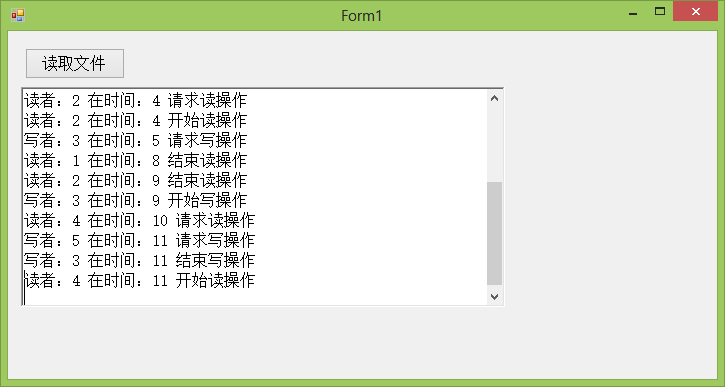 Form1
读取文件
读者：2 在时间：4 请求读操作
读者：2 在时间：4 开始读操作
写者：3 在时间：5 请求写操作
读者：1 在时间：8 结束读操作
读者：2 在时间：9 结束读操作
写者：3 在时间：9 开始写操作
读者：4 在时间：10 请求读操作
写者：5 在时间：11 请求写操作
写者：3 在时间：11 结束写操作
读者：4 在时间：11 开始读操作